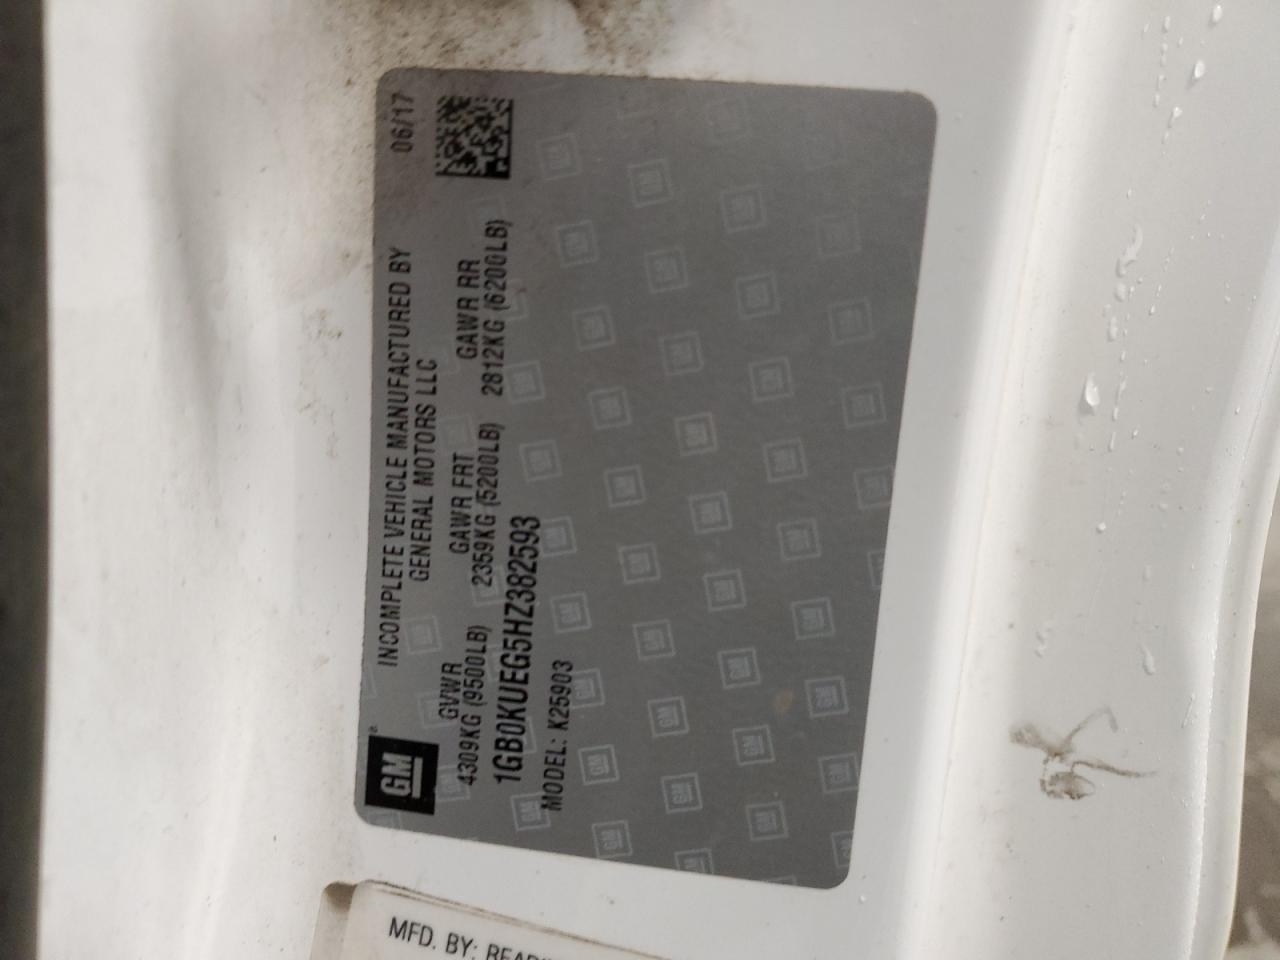 GM
INCOMPLETE VEHICLE MANUFACTURED BY
GENERAL MOTORS LLC
06/17
GVWR GAWR FRT GAWR RR
4309KG (9500LB) 2359KG (5200LB) 2812KG (6200LB)
1GB0KUEG5HZ382593
MODEL: K25903
MFD. BY: